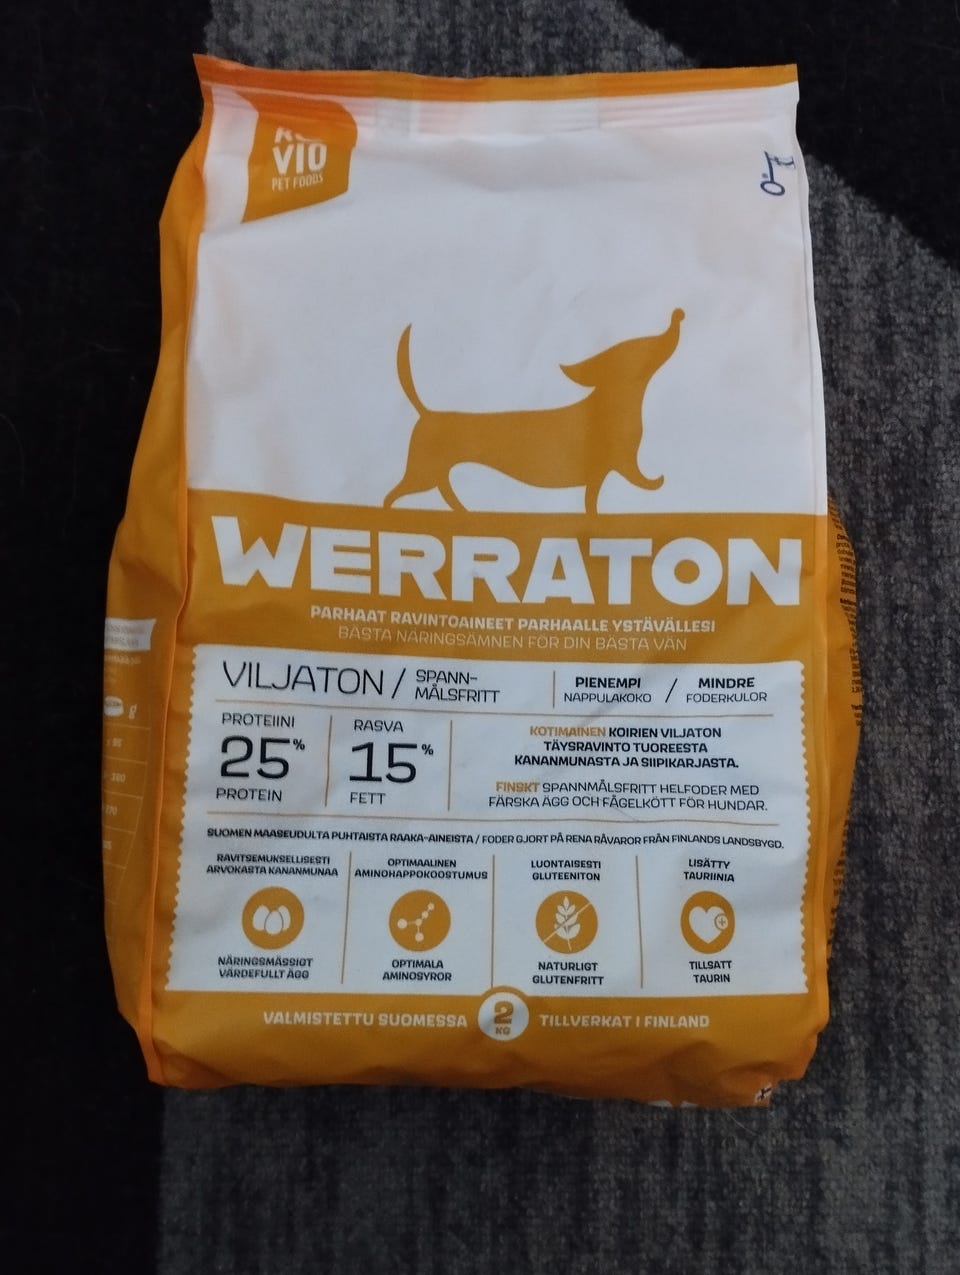 VIO
PET FOODS
WERRATON
PARHAAT RAVINTOAINEET PARHAALLE YSTÄVÄLLESI
BÄSTA NÄRINGSÄMNEN FÖR DIN BÄSTA VÄN
VILJATON / SPANN-
MÅLSFRITT
PIENEMPI / MINDRE
NAPPULAKOKO FODERKULOR
PROTEIINI
25%
PROTEIN
RASVA
15%
FETT
KOTIMAINEN KOIRIEN VILJATON
TÄYSRAVINTO TUOREESTA
KANANMUNASTA JA SIIPIKARJASTA.
FINSKT SPANNMÅLSFRITT HELFODER MED
FÄRSKA ÄGG OCH FÅGELKÖTT FÖR HUNDAR.
SUOMEN MAASEUDULTA PUHTAISTA RAAKA-AINEISTA / FODER GJORT PÅ RENA RÅVAROR FRÅN FINLANDS LANDSBYGD.
RAVITSEMUKSELLISESTI
ARVOKASTA KANANMUNAA
NÄRINGSMÄSSIGT
VÄRDEFULLT ÄGG
OPTIMAALINEN
AMINOHAPPOKOOSTUMUS
OPTIMALA
AMINOSYROR
LUONTAISESTI
GLUTEENITON
NATURLIGT
GLUTENFRITT
LISÄTTY
TAURIINIA
TILLSATT
TAURIN
VALMISTETTU SUOMESSA 2 KG TILLVERKAT I FINLAND